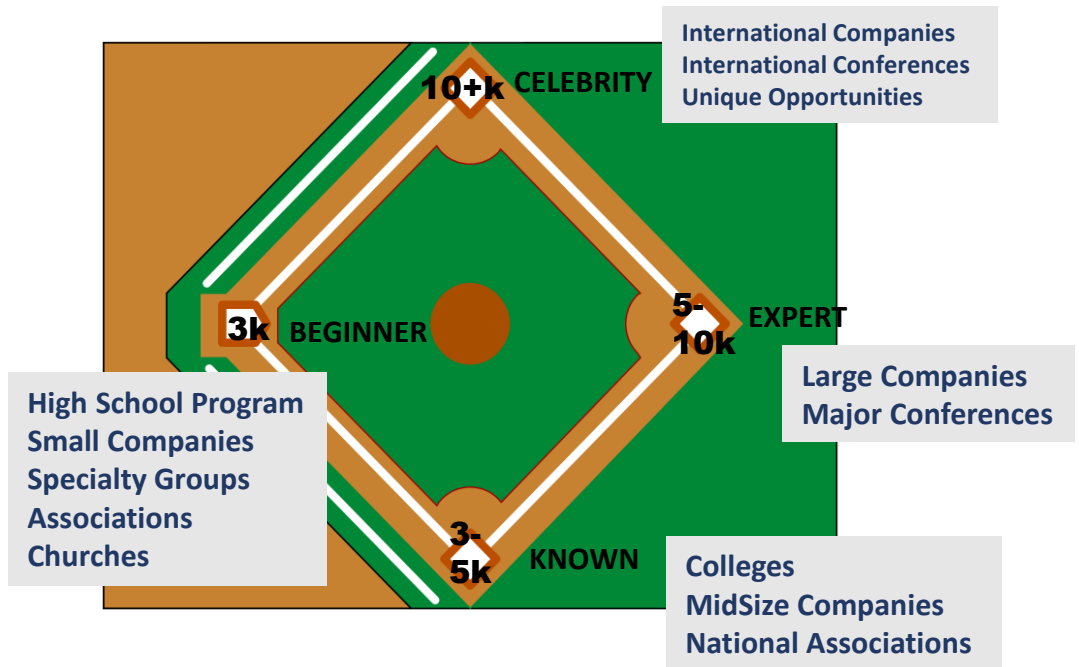 International Companies
International Conferences
Unique Opportunities
10+k
CELEBRITY
5-
10k
EXPERT
3k
BEGINNER
Large Companies
Major Conferences
High School Program
Small Companies
Specialty Groups
Associations
Churches
3-
5k
KNOWN
Colleges
MidSize Companies
National Associations